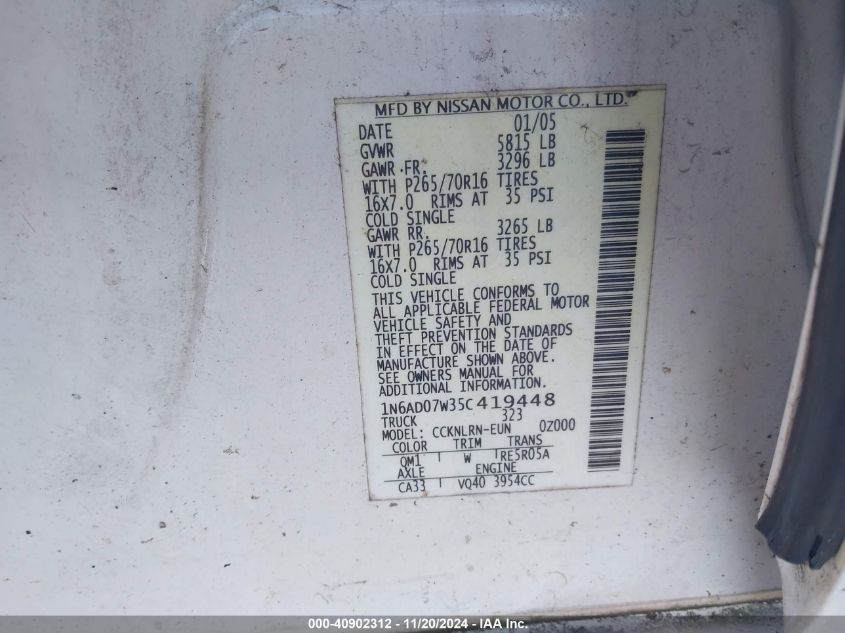 MFD BY NISSAN MOTOR CO., LTD.
DATE 01/05
GVWR 5815 LB
GAWR FR. 3296 LB
WITH P265/70R16 TIRES
16X7.0 RIMS AT 35 PSI
COLD SINGLE
GAWR RR. 3265 LB
WITH P265/70R16 TIRES
16X7.0 RIMS AT 35 PSI
COLD SINGLE
THIS VEHICLE CONFORMS TO
ALL APPLICABLE FEDERAL MOTOR
VEHICLE SAFETY AND
THEFT PREVENTION STANDARDS
IN EFFECT ON THE DATE OF
MANUFACTURE SHOWN ABOVE.
SEE OWNERS MANUAL FOR
ADDITIONAL INFORMATION.
1N6AD07W35C419448
TRUCK 323
MODEL: CCKNLRN-EUN 0Z000
COLOR TRIM TRANS
QM1 W RE5R05A
AXLE ENGINE
CA33 VQ40 3954CC
000-40902312 - 11/20/2024 - IAA Inc.